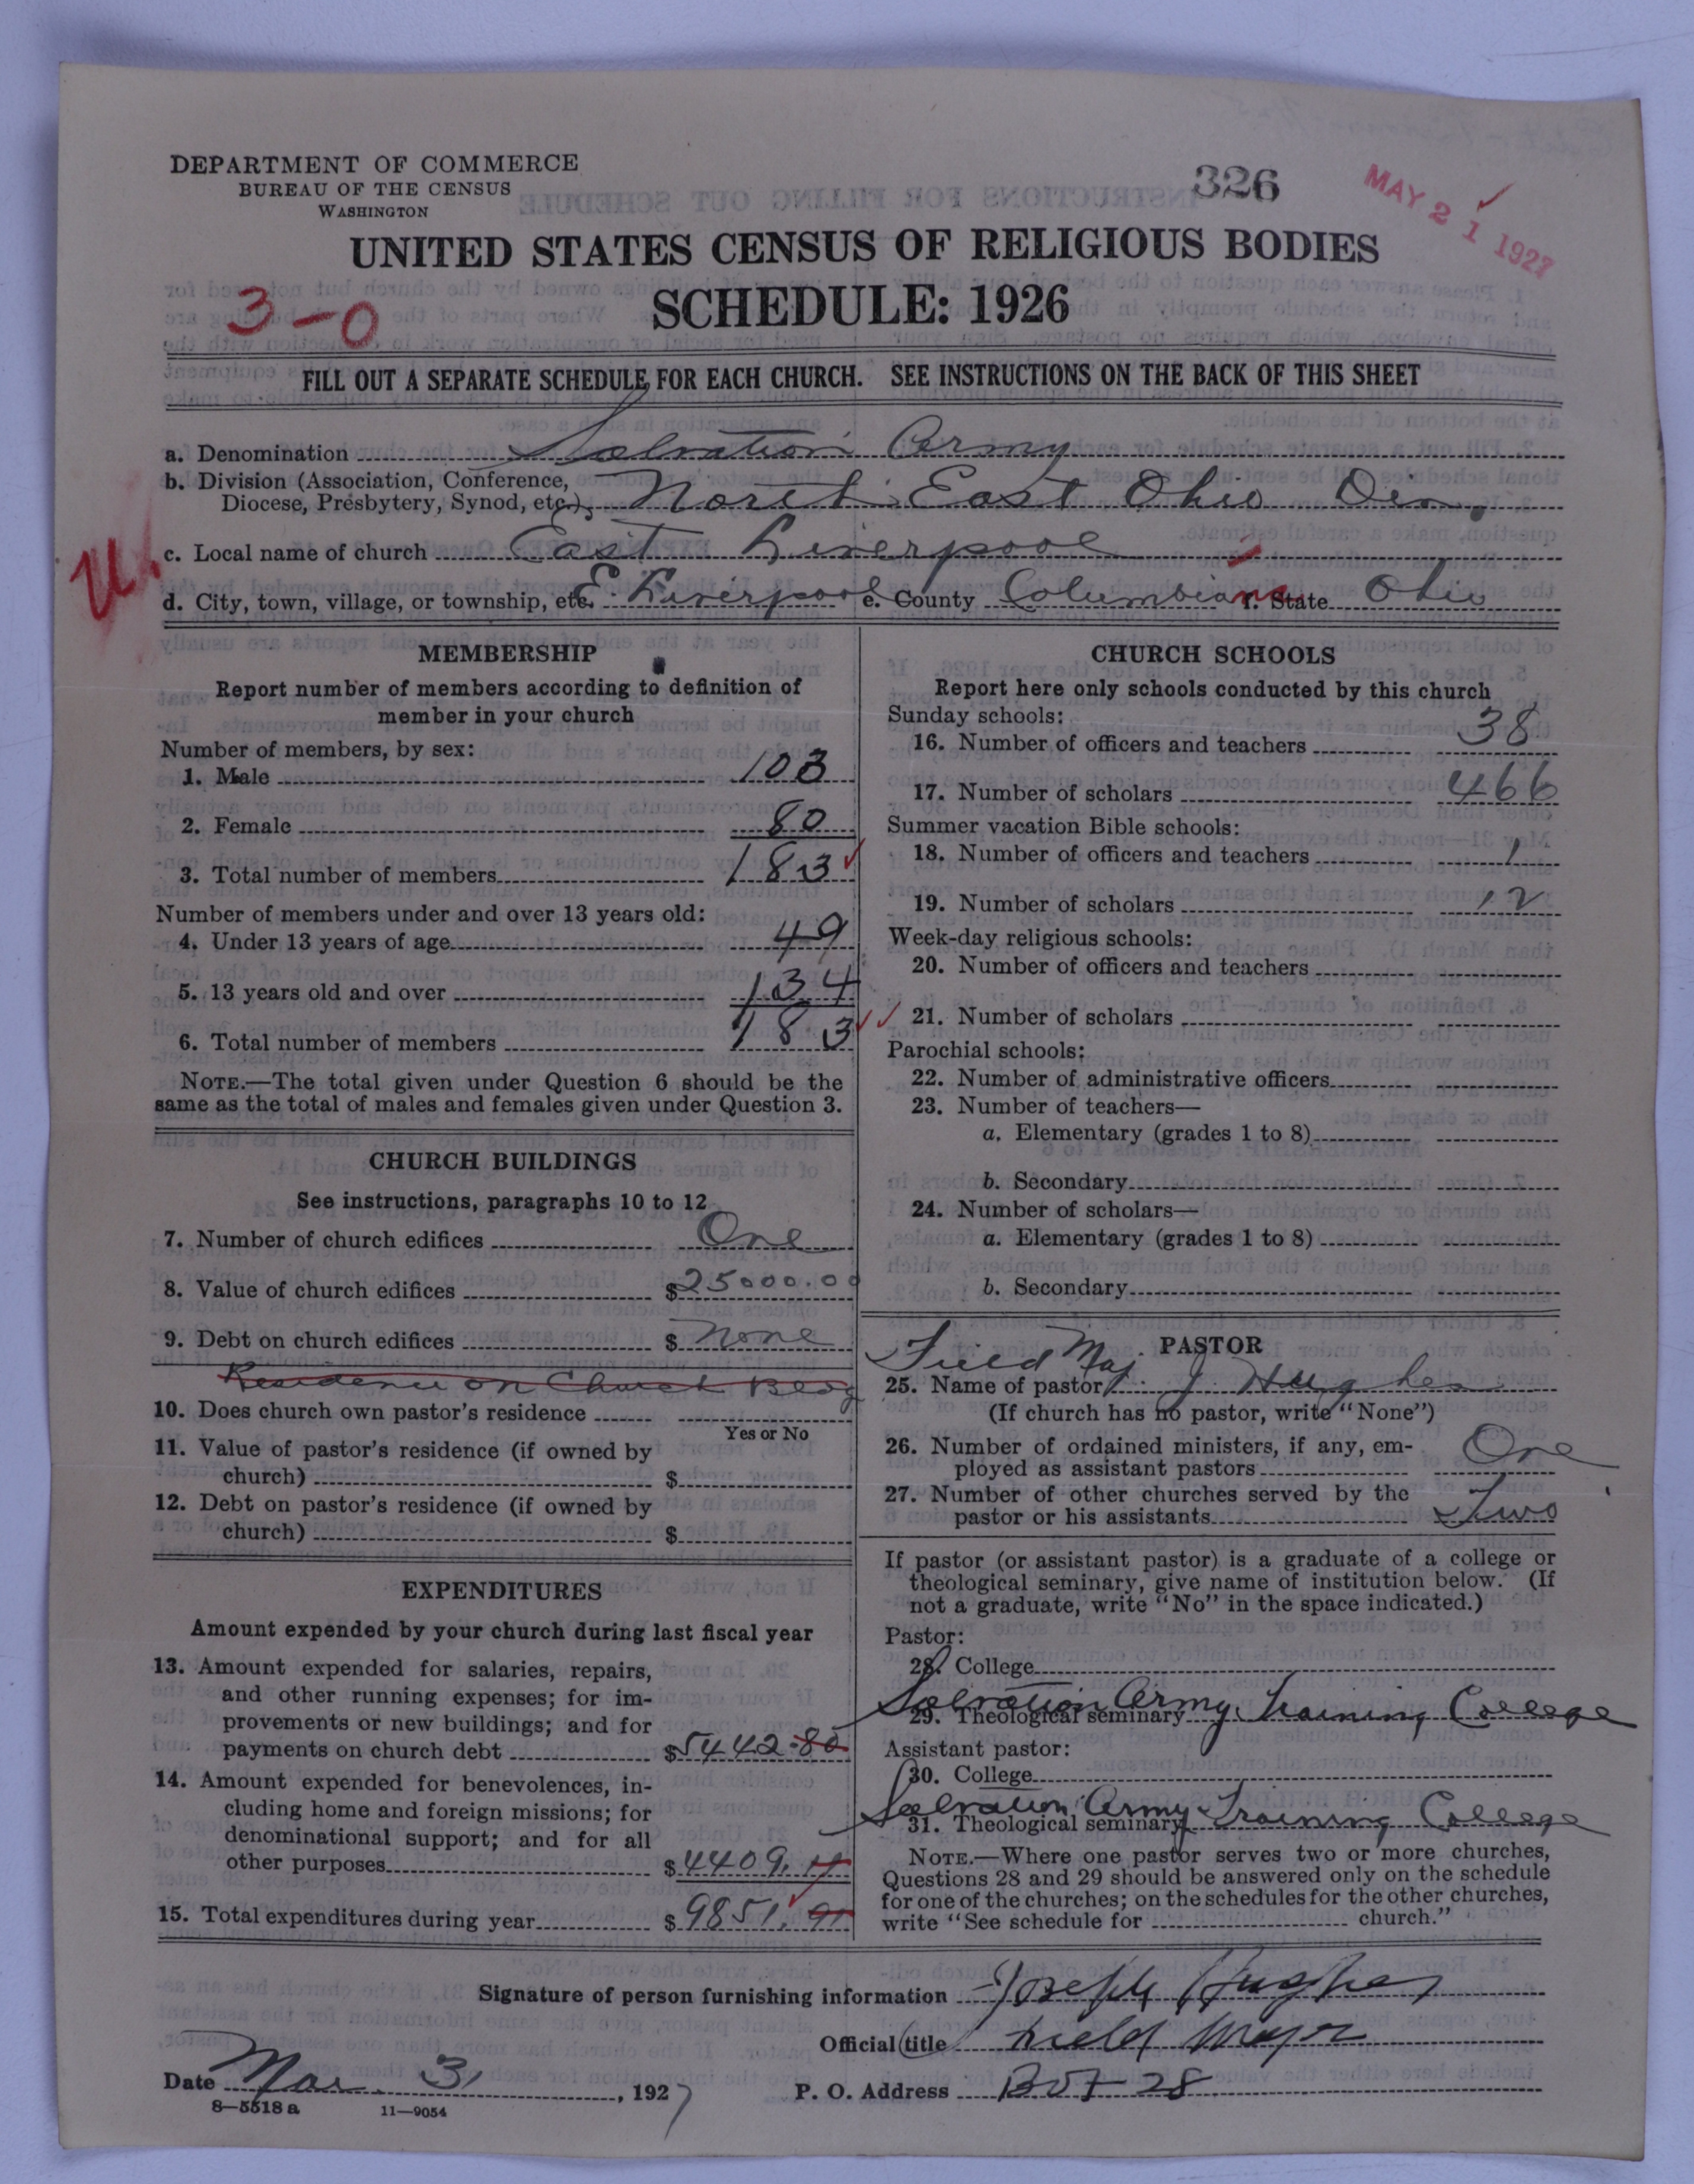 DEPARTMENT OF COMMERCE
BUREAU OF THE CENSUS
WASHINGTON
326
MAY 21 1927
UNITED STATES CENSUS OF RELIGIOUS BODIES
SCHEDULE: 1926
3-0
FILL OUT A SEPARATE SCHEDULE FOR EACH CHURCH. SEE INSTRUCTIONS ON THE BACK OF THIS SHEET
a. Denomination Salvation Army
b. Division (Association, Conference,
Diocese, Presbytery, Synod, etc.) North East Ohio Div.
c. Local name of church East Liverpool
d. City, town, village, or township, etc. E. Liverpool e. County Columbiana f. State Ohio
MEMBERSHIP
Report number of members according to definition of
member in your church
Number of members, by sex:
1. Male 103
2. Female 80
3. Total number of members 183
Number of members under and over 13 years old:
4. Under 13 years of age 49
5. 13 years old and over 134
6. Total number of members 183
NOTE.—The total given under Question 6 should be the
same as the total of males and females given under Question 3.
CHURCH BUILDINGS
See instructions, paragraphs 10 to 12
7. Number of church edifices One
8. Value of church edifices $25000.00
9. Debt on church edifices $ none
Residence on Church Bldg
10. Does church own pastor's residence
Yes or No
11. Value of pastor's residence (if owned by
church) $
12. Debt on pastor's residence (if owned by
church) $
EXPENDITURES
Amount expended by your church during last fiscal year
13. Amount expended for salaries, repairs,
and other running expenses; for im-
provements or new buildings; and for
payments on church debt $5442.80
14. Amount expended for benevolences, in-
cluding home and foreign missions; for
denominational support; and for all
other purposes $4409.11
15. Total expenditures during year $9851.91
CHURCH SCHOOLS
Report here only schools conducted by this church
Sunday schools:
16. Number of officers and teachers 38
17. Number of scholars 466
Summer vacation Bible schools:
18. Number of officers and teachers 1
19. Number of scholars 12
Week-day religious schools:
20. Number of officers and teachers
21. Number of scholars
Parochial schools:
22. Number of administrative officers
23. Number of teachers—
a. Elementary (grades 1 to 8)
b. Secondary
24. Number of scholars—
a. Elementary (grades 1 to 8)
b. Secondary
PASTOR
25. Name of pastor Field Maj. J Hughes
(If church has no pastor, write "None")
26. Number of ordained ministers, if any, em-
ployed as assistant pastors One
27. Number of other churches served by the
pastor or his assistants Two
If pastor (or assistant pastor) is a graduate of a college or
theological seminary, give name of institution below. (If
not a graduate, write "No" in the space indicated.)
Pastor:
28. College
29. Theological seminary Salvation Army Training College
Assistant pastor:
30. College
31. Theological seminary Salvation Army Training College
NOTE.—Where one pastor serves two or more churches,
Questions 28 and 29 should be answered only on the schedule
for one of the churches; on the schedules for the other churches,
write "See schedule for church."
Signature of person furnishing information Joseph Hughes
Official title Field Major
Date Mar. 3, 1927
P. O. Address Box 28
8-5518 a 11-9054